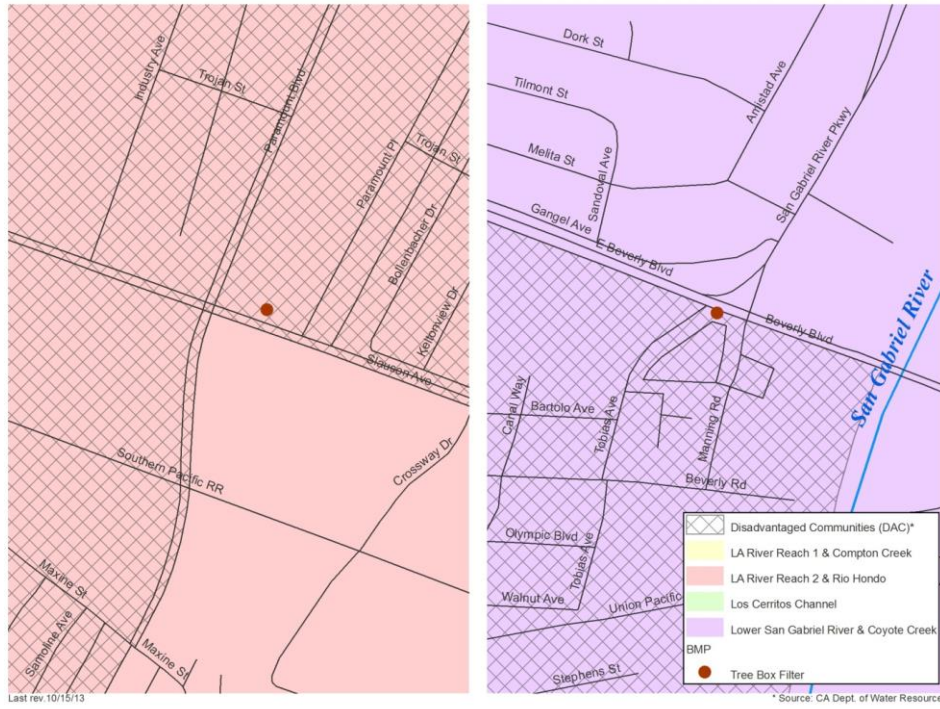 Industry Ave
Trojan St
Paramount Blvd
Paramount Pl
Trojan St
Bollenbacher Dr
Keltonview Dr
Slauson Ave
Southern Pacific RR
Crossway Dr
Maxine St
Samoline Ave
Maxine St
Last rev.10/15/13
Dork St
Tilmont St
Amistad Ave
Melita St
Sandoval Ave
San Gabriel River Pkwy
Gangel Ave
E Beverly Blvd
Beverly Blvd
San Gabriel River
Canal Way
Bartolo Ave
Tobias Ave
Manning Rd
Beverly Rd
Olympic Blvd
Tobias Ave
Walnut Ave
Union Pacific
Stephens St
Disadvantaged Communities (DAC)*
LA River Reach 1 & Compton Creek
LA River Reach 2 & Rio Hondo
Los Cerritos Channel
Lower San Gabriel River & Coyote Creek
BMP
Tree Box Filter
* Source: CA Dept. of Water Resource